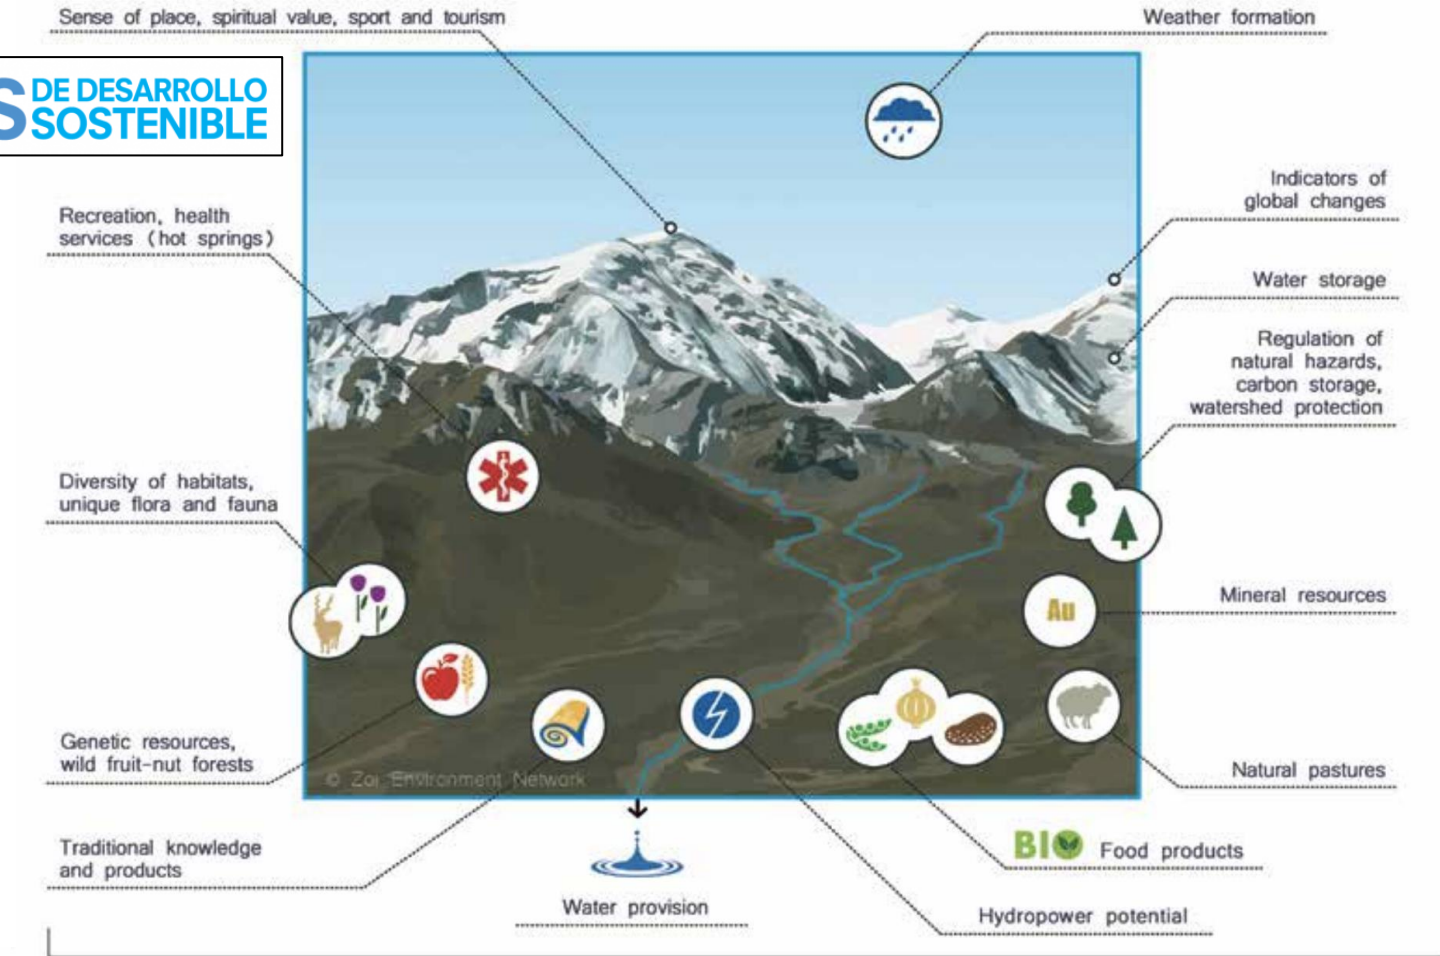 Sense of place, spiritual value, sport and tourism
Weather formation
S DE DESARROLLO
SOSTENIBLE
Indicators of
global changes
Recreation, health
services (hot springs)
Water storage
Regulation of
natural hazards,
carbon storage,
watershed protection
Diversity of habitats,
unique flora and fauna
Mineral resources
Au
Genetic resources,
wild fruit-nut forests
© Zoï Environment Network
Natural pastures
Traditional knowledge
and products
BIO Food products
Water provision
Hydropower potential